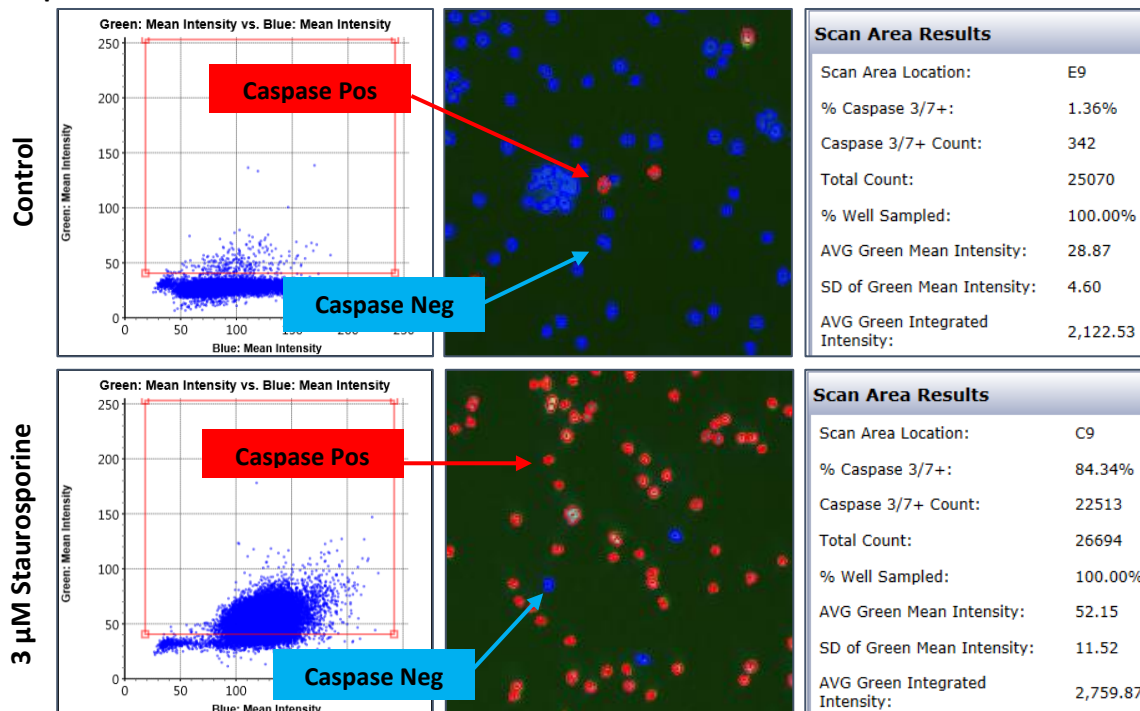 Control
Green: Mean Intensity vs. Blue: Mean Intensity
Green: Mean Intensity
250
200
150
100
50
0
0
50
100
150
200
250
Blue: Mean Intensity
Caspase Pos
Caspase Neg
Scan Area Results
Scan Area Location: E9
% Caspase 3/7+: 1.36%
Caspase 3/7+ Count: 342
Total Count: 25070
% Well Sampled: 100.00%
AVG Green Mean Intensity: 28.87
SD of Green Mean Intensity: 4.60
AVG Green Integrated
Intensity: 2,122.53
3 µM Staurosporine
Green: Mean Intensity vs. Blue: Mean Intensity
Green: Mean Intensity
250
200
150
100
50
0
0
50
100
Blue: Mean Intensity
Caspase Pos
Caspase Neg
Scan Area Results
Scan Area Location: C9
% Caspase 3/7+: 84.34%
Caspase 3/7+ Count: 22513
Total Count: 26694
% Well Sampled: 100.00%
AVG Green Mean Intensity: 52.15
SD of Green Mean Intensity: 11.52
AVG Green Integrated
Intensity: 2,759.87